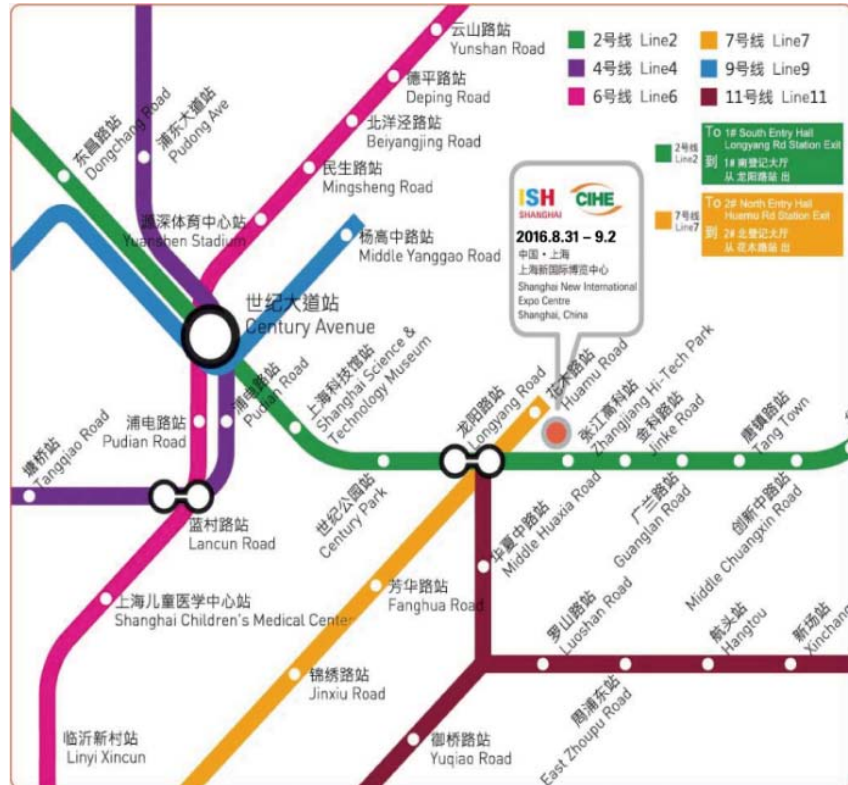 云山路站
Yunshan Road
德平路站
Deping Road
北洋泾路站
Beiyangjing Road
民生路站
Mingsheng Road
源深体育中心站
Yuanshen Stadium
杨高中路站
Middle Yanggao Road
东昌路站
Dongchang Road
浦东大道站
Pudong Ave
2号线 Line2
4号线 Line4
6号线 Line6
7号线 Line7
9号线 Line9
11号线 Line11
2号线
Line2
To 1# South Entry Hall
Longyang Rd Station Exit
到 1# 南登记大厅
从 龙阳路站 出
7号线
Line7
To 2# North Entry Hall
Huamu Rd Station Exit
到 2# 北登记大厅
从 花木路站 出
ISH
SHANGHAI
CIHE
2016.8.31 – 9.2
中国·上海
上海新国际博览中心
Shanghai New International
Expo Centre
Shanghai, China
世纪大道站
Century Avenue
浦电路站
Pudian Road
浦电路站
Pudian Road
上海科技馆站
Shanghai Science &
Technology Museum
塘桥站
Tangqiao Road
蓝村路站
Lancun Road
世纪公园站
Century Park
龙阳路站
Longyang Road
花木路站
Huamu Road
张江高科站
Zhangjiang Hi-Tech Park
金科路站
Jinke Road
唐镇路站
Tang Town
华夏中路站
Middle Huaxia Road
广兰路站
Guanglan Road
创新中路站
Middle Chuangxin Road
上海儿童医学中心站
Shanghai Children's Medical Center
芳华路站
Fanghua Road
锦绣路站
Jinxiu Road
罗山路站
Luoshan Road
周浦东站
East Zhoupu Road
航头站
Hangtou
新场站
Xinchang
临沂新村站
Linyi Xincun
御桥路站
Yuqiao Road